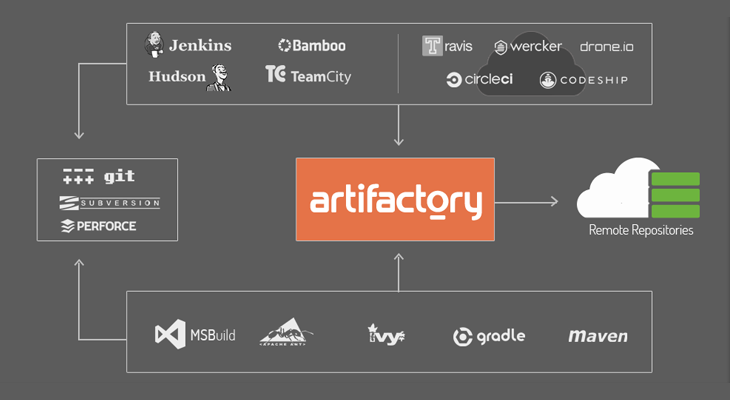 Jenkins
Bamboo
Travis
wercker
drone.io
Hudson
TC TeamCity
circleci
CODESHIP
git
SUBVERSION
PERFORCE
artifactory
Remote Repositories
MSBuild
APACHE ANT
ivy
gradle
maven